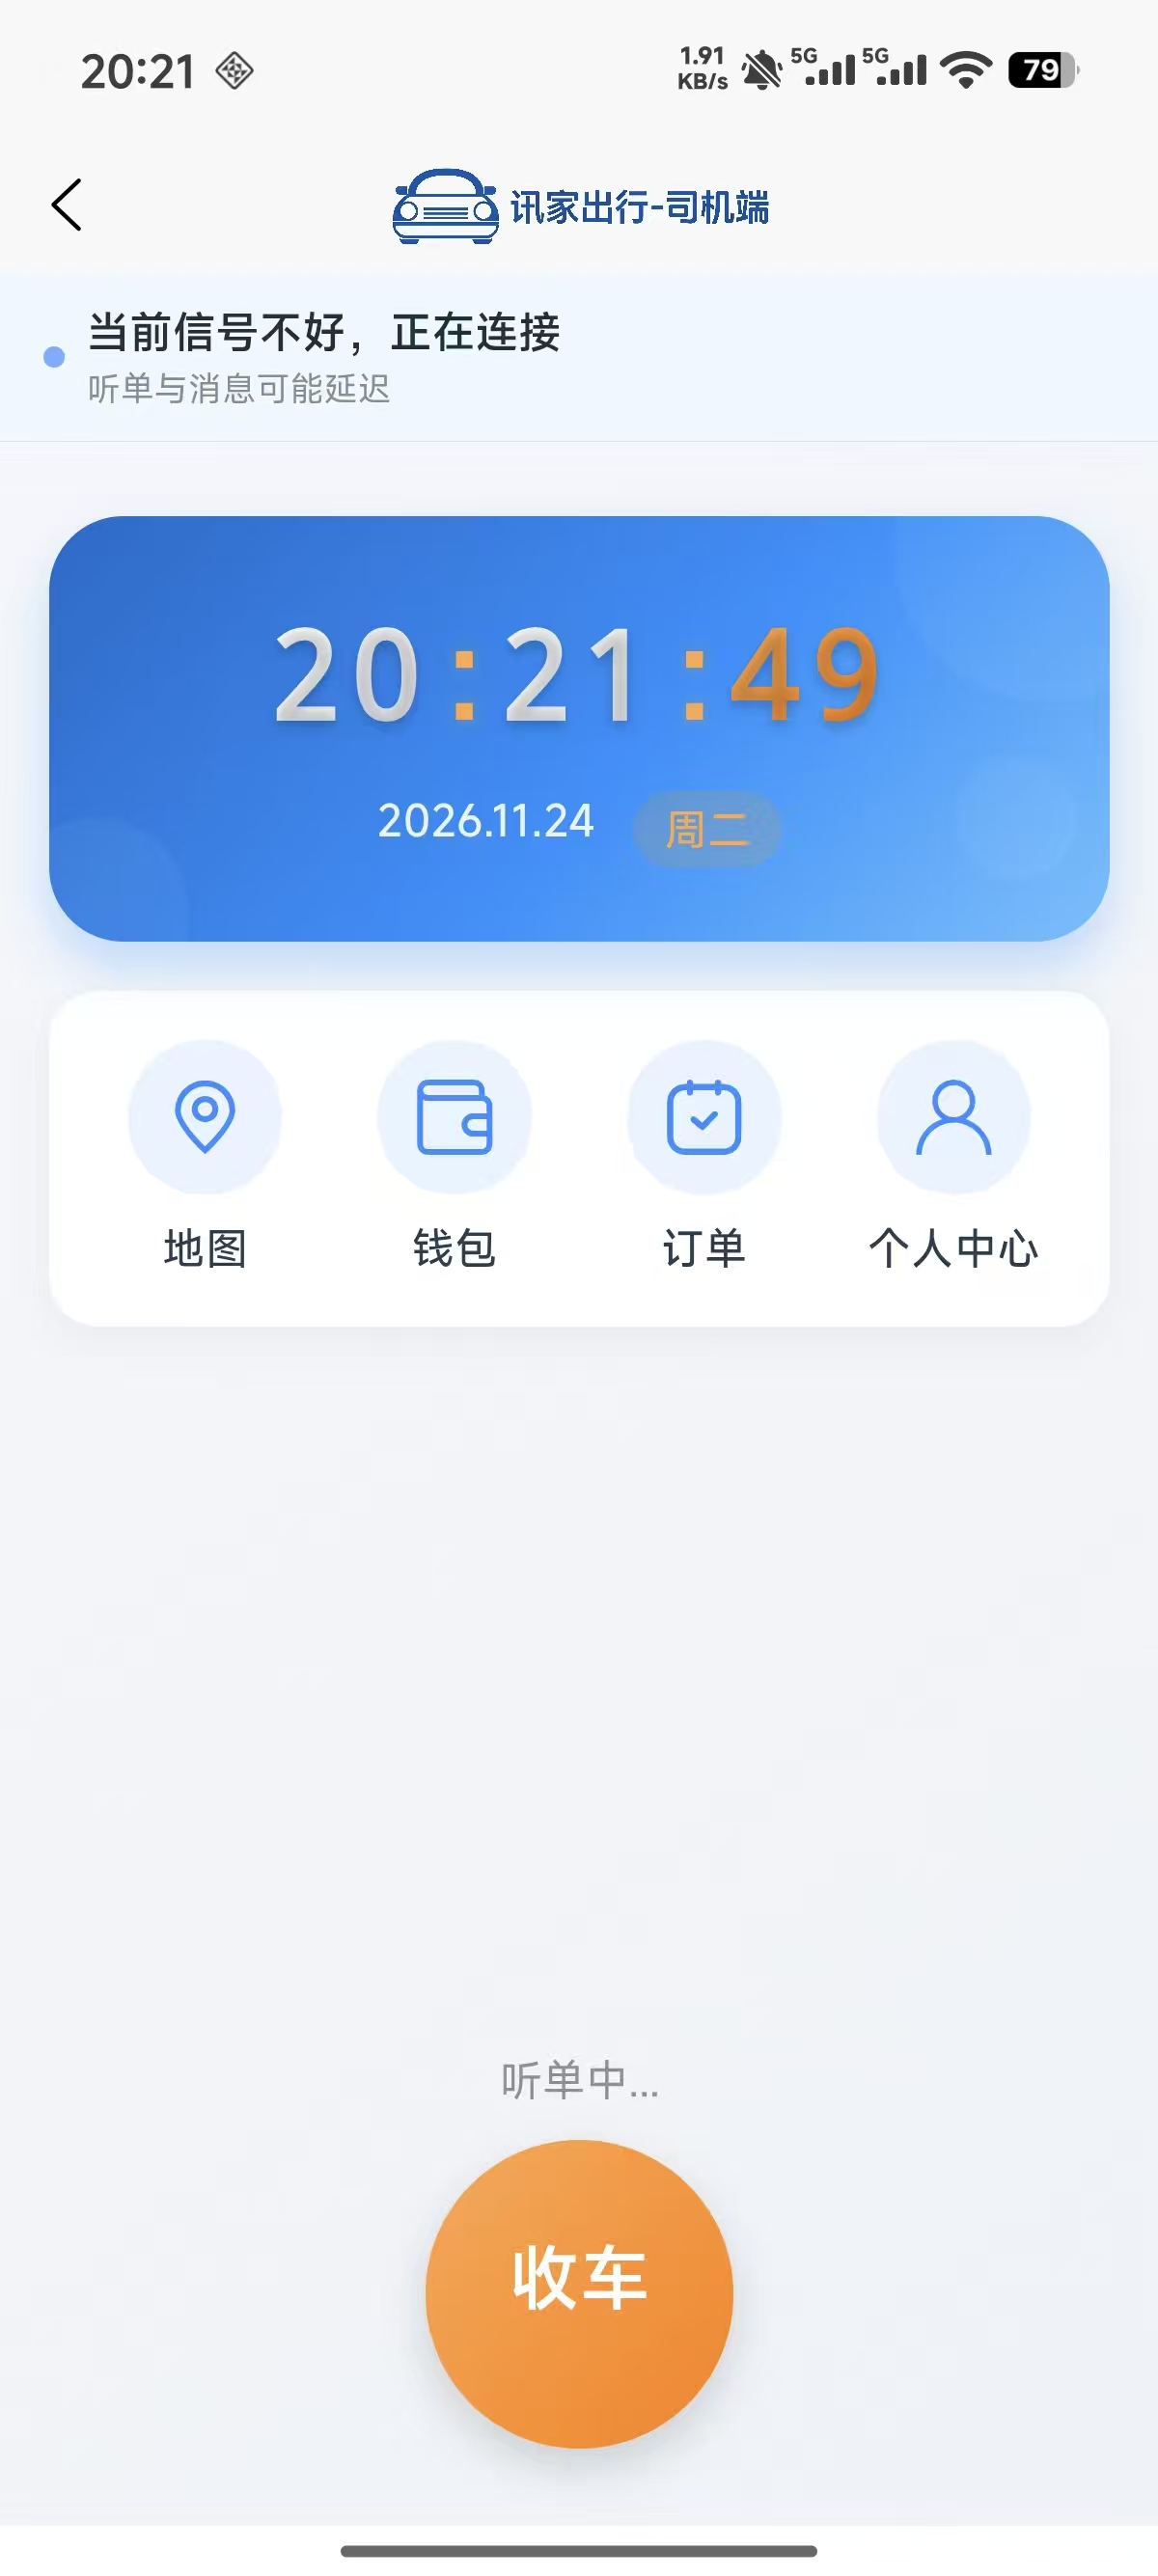 20:21
1.91
KB/s
5G
5G
79
讯家出行-司机端
当前信号不好，正在连接
听单与消息可能延迟
20:21:49
2026.11.24 周二
地图 钱包 订单 个人中心
听单中...
收车